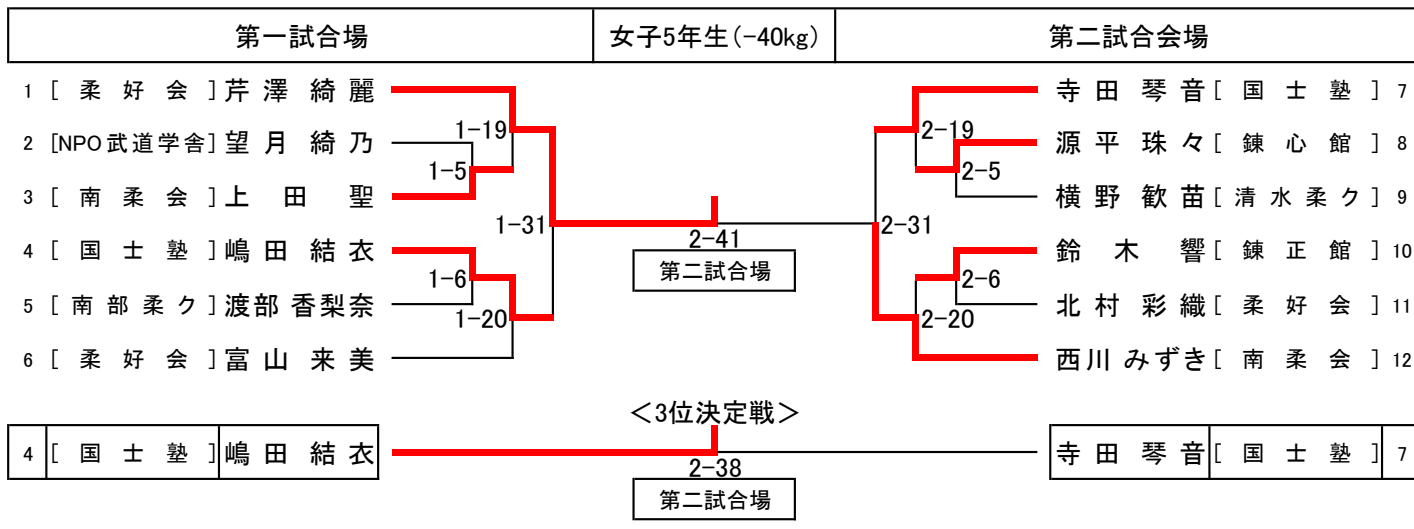 第一試合場 女子5年生(-40kg) 第二試合会場
1 [ 柔 好 会 ] 芹 澤 綺 麗 寺 田 琴 音 [ 国 士 塾 ] 7
1-19 2-19
2 [NPO武道学舎] 望 月 綺 乃 源 平 珠 々 [ 錬 心 館 ] 8
1-5 2-5
3 [ 南 柔 会 ] 上 田 聖 横 野 歓 苗 [ 清 水 柔 ク ] 9
1-31 2-41 2-31
4 [ 国 士 塾 ] 嶋 田 結 衣 鈴 木 響 [ 錬 正 館 ] 10
第二試合場
1-6 2-6
5 [ 南 部 柔 ク ] 渡部 香梨奈 北 村 彩 織 [ 柔 好 会 ] 11
1-20 2-20
6 [ 柔 好 会 ] 富 山 来 美 西川 みずき [ 南 柔 会 ] 12
<3位決定戦>
4 [ 国 士 塾 ] 嶋 田 結 衣 寺 田 琴 音 [ 国 士 塾 ] 7
2-38
第二試合場